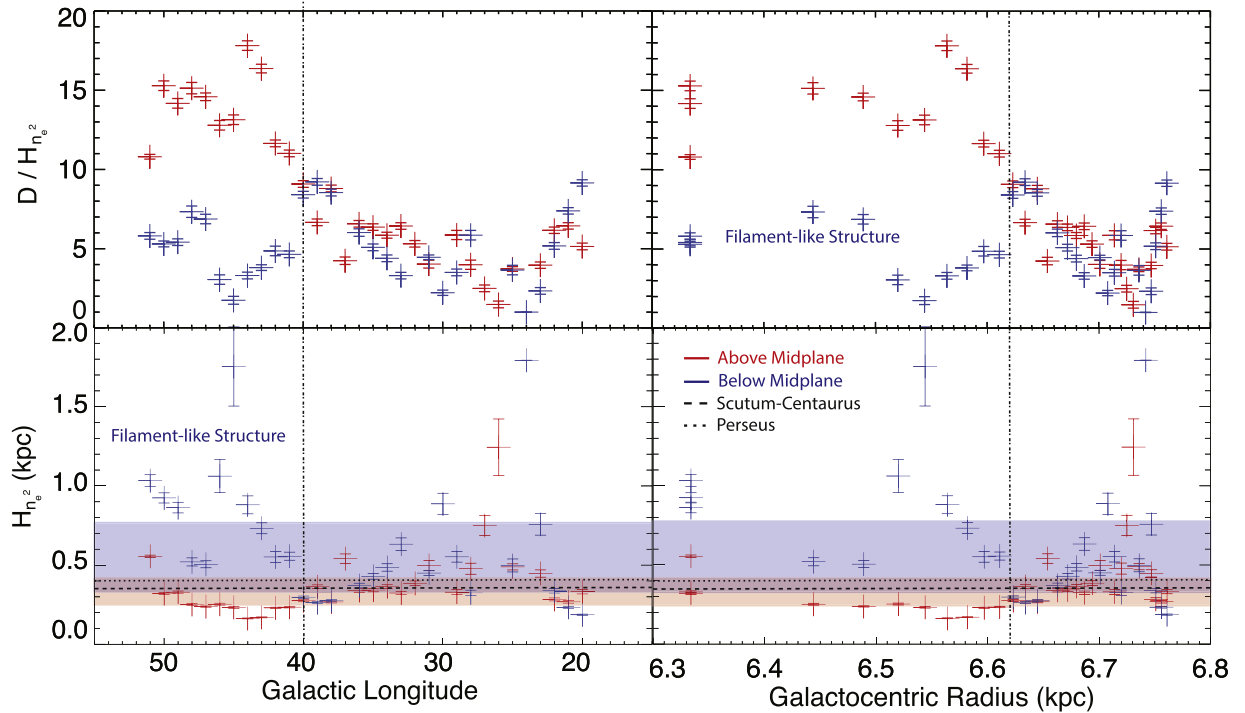 20
15
10
5
0
D / H_{n_e^2}
Filament-like Structure
2.0
1.5
1.0
0.5
0.0
H_{n_e^2} (kpc)
Filament-like Structure
Above Midplane
Below Midplane
Scutum-Centaurus
Perseus
50 40 30 20
Galactic Longitude
6.3 6.4 6.5 6.6 6.7 6.8
Galactocentric Radius (kpc)